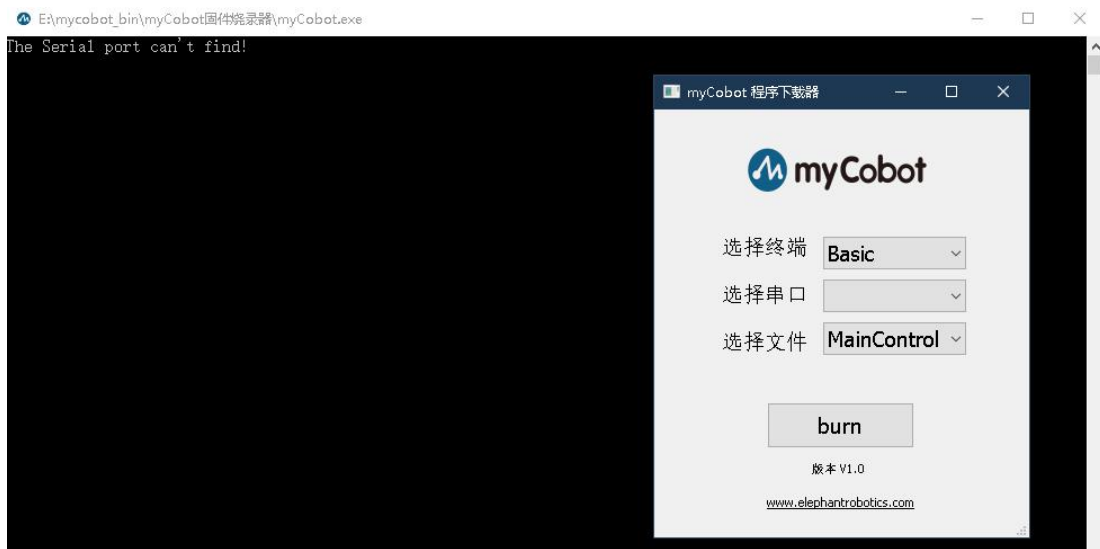 E:\mycobot_bin\myCobot固件烧录器\myCobot.exe
The Serial port can't find!
myCobot 程序下载器
myCobot
选择终端 Basic
选择串口
选择文件 MainControl
burn
版本 V1.0
www.elephantrobotics.com